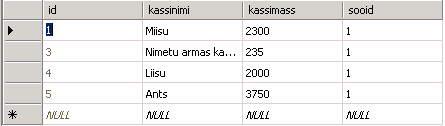 id kassinimi kassimass sooid
1 Miisu 2300 1
3 Nimetu armas ka... 235 1
4 Liisu 2000 1
5 Ants 3750 1
NULL NULL NULL NULL